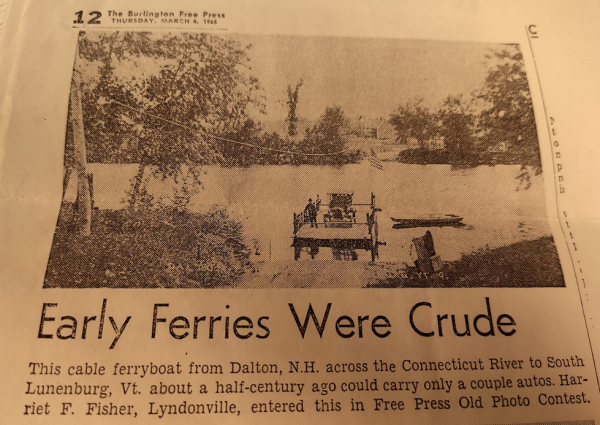 12 The Burlington Free Press
THURSDAY, MARCH 4, 1965
Early Ferries Were Crude
This cable ferryboat from Dalton, N.H. across the Connecticut River to South
Lunenburg, Vt. about a half-century ago could carry only a couple autos. Har-
riet F. Fisher, Lyndonville, entered this in Free Press Old Photo Contest.
C